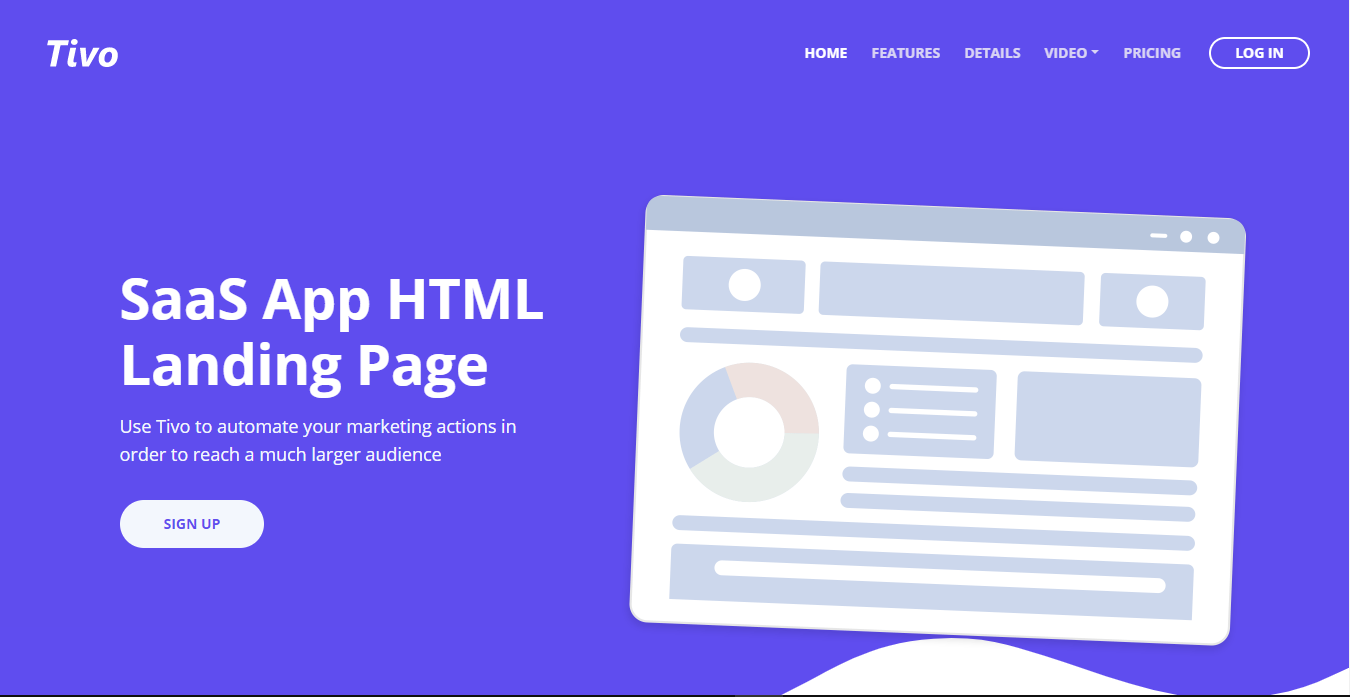 Tivo
HOME FEATURES DETAILS VIDEO PRICING LOG IN
SaaS App HTML
Landing Page
Use Tivo to automate your marketing actions in
order to reach a much larger audience
SIGN UP